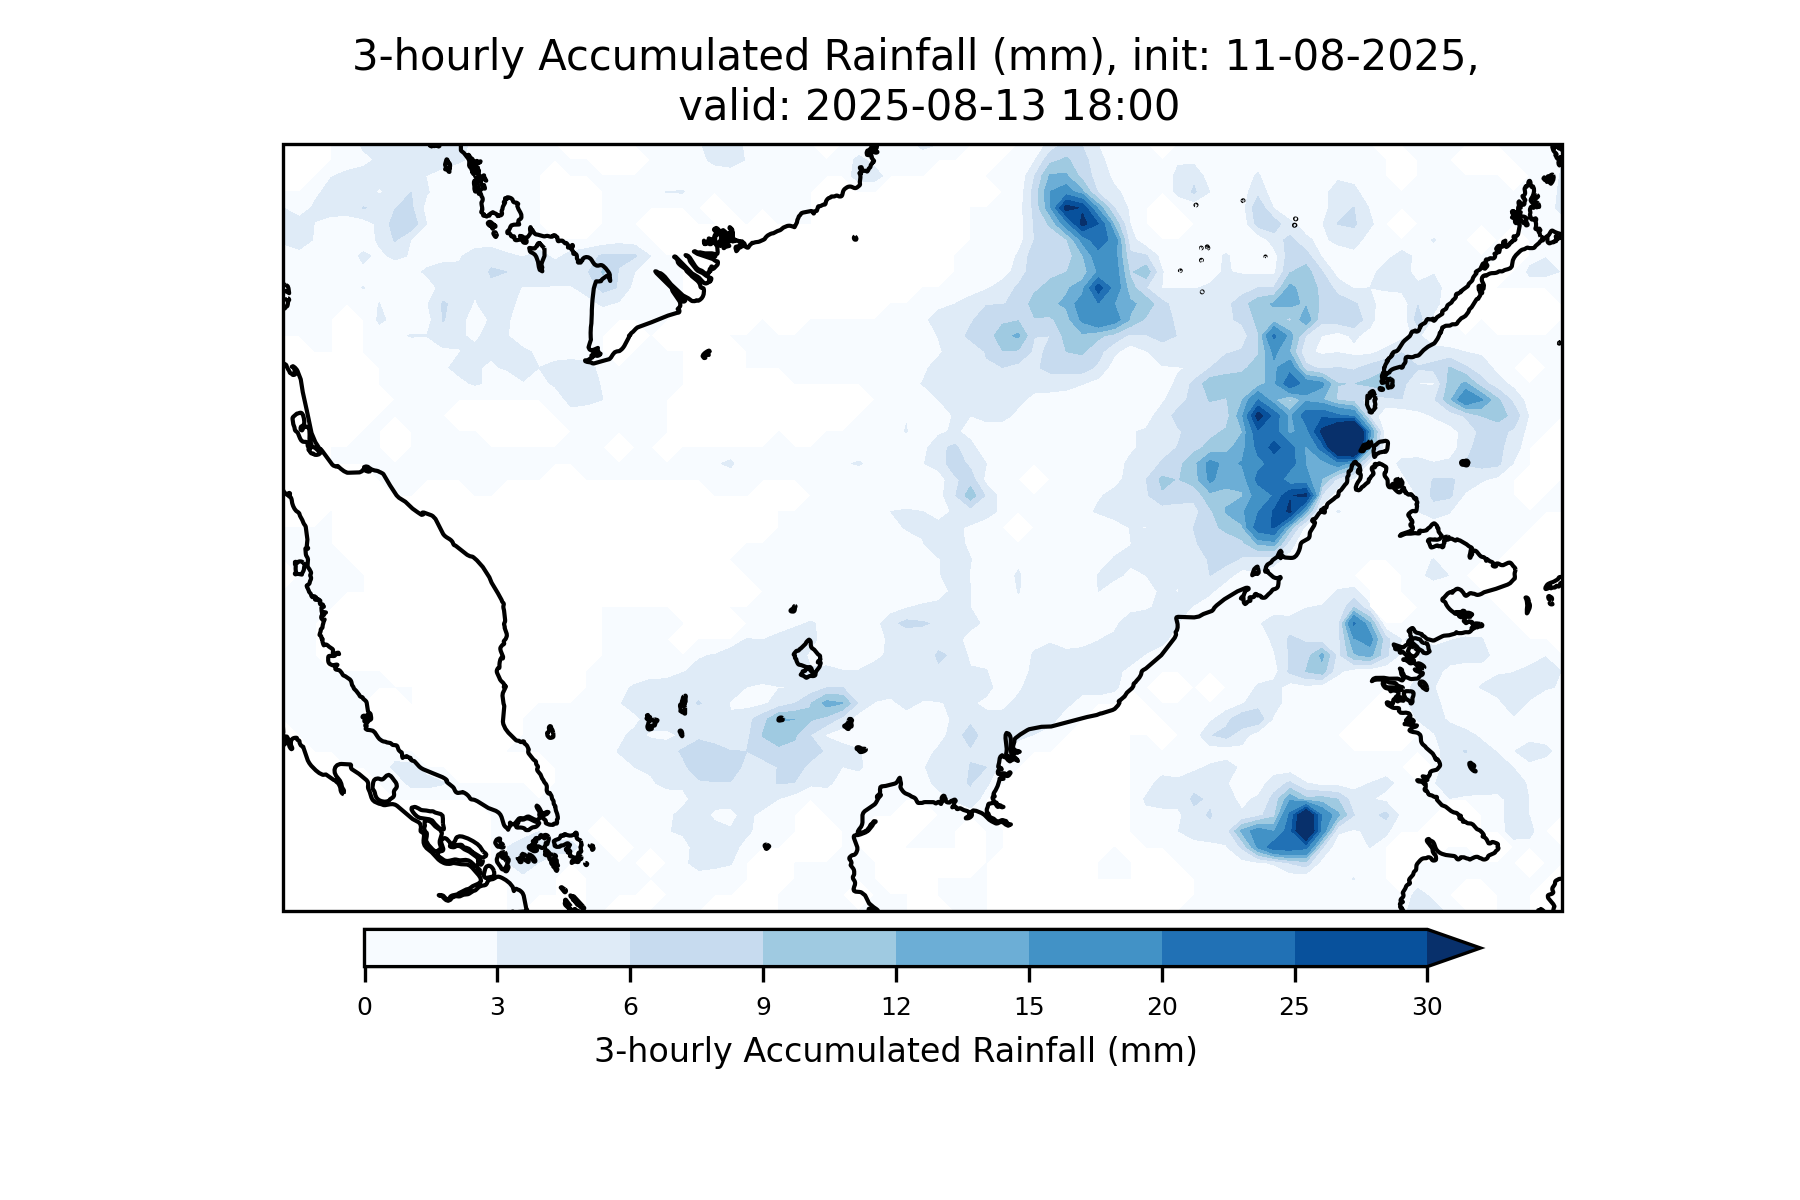 3-hourly Accumulated Rainfall (mm), init: 11-08-2025,
valid: 2025-08-13 18:00
0 3 6 9 12 15 20 25 30
3-hourly Accumulated Rainfall (mm)